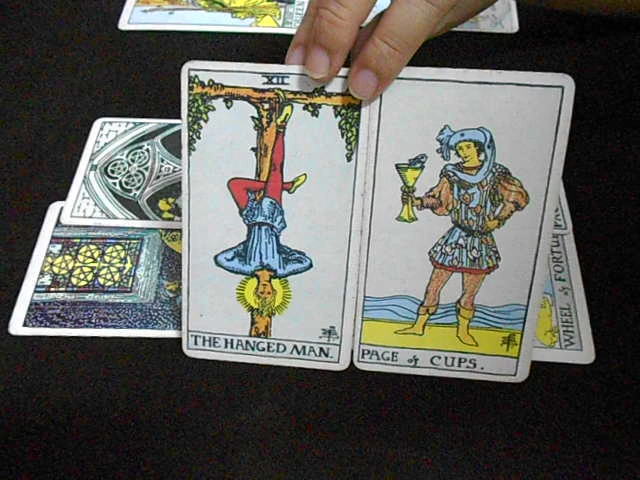 XII
THE HANGED MAN.
PAGE of CUPS.
WHEEL of FORTU